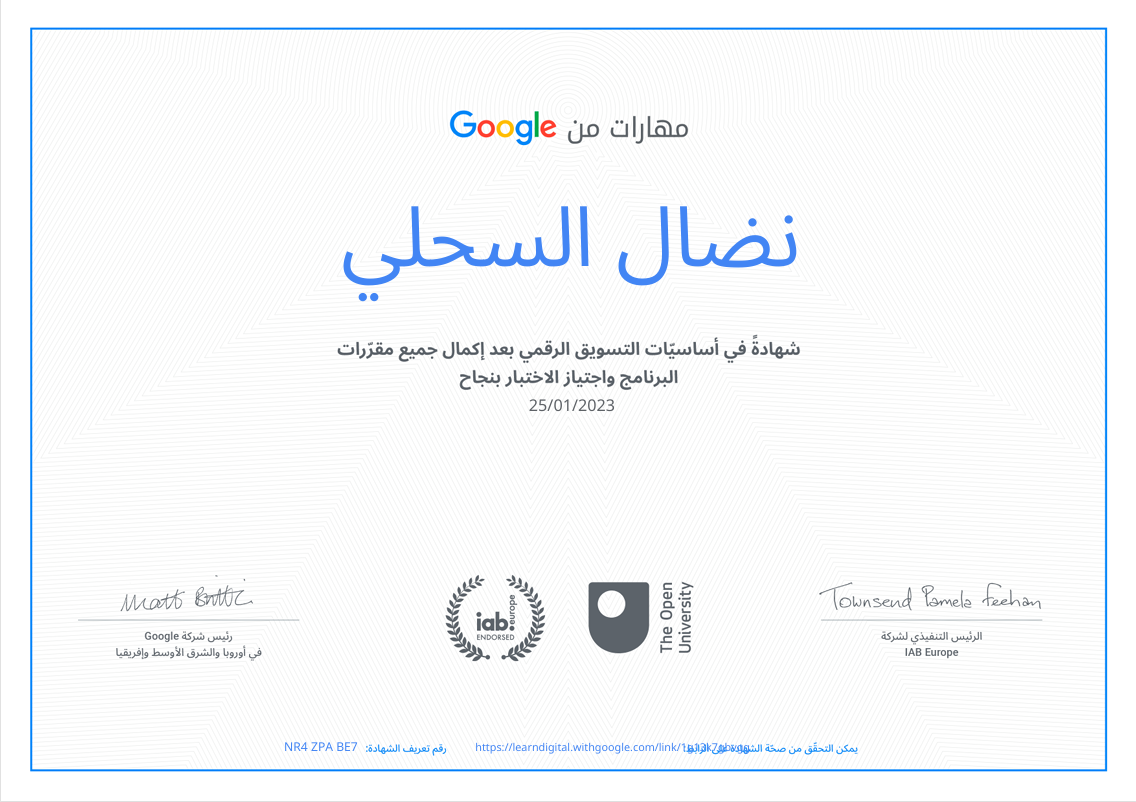 مهارات من Google
نضال السحلي
شهادةً في أساسيّات التسويق الرقمي بعد إكمال جميع مقرّرات
البرنامج واجتياز الاختبار بنجاح
25/01/2023
Townsend Pamela Feehan
الرئيس التنفيذي لشركة
IAB Europe
The Open
University
iab europe
ENDORSED
Matt Brittin
رئيس شركة Google
في أوروبا والشرق الأوسط وإفريقيا
يمكن التحقّق من صحّة الشهادة على الرابط: https://learndigital.withgoogle.com/link/
رقم تعريف الشهادة: NR4 ZPA BE7